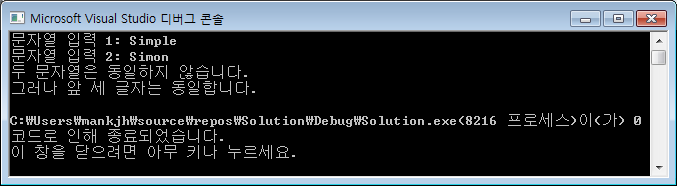 Microsoft Visual Studio 디버그 콘솔
문자열 입력 1: Simple
문자열 입력 2: Simon
두 문자열은 동일하지 않습니다.
그러나 앞 세 글자는 동일합니다.
C:₩Users₩mankjh₩source₩repos₩Solution₩Debug₩Solution.exe(8216 프로세스)이(가) 0
코드로 인해 종료되었습니다.
이 창을 닫으려면 아무 키나 누르세요.